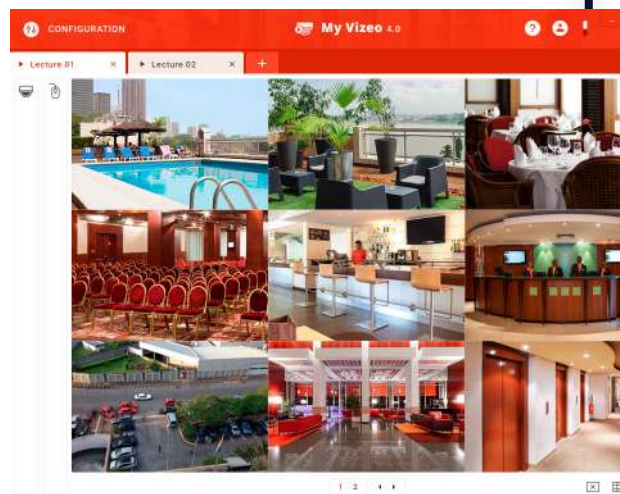 CONFIGURATION
My Vizeo 4.0
?
Lecture 01 ×
Lecture 02 × +
1 2